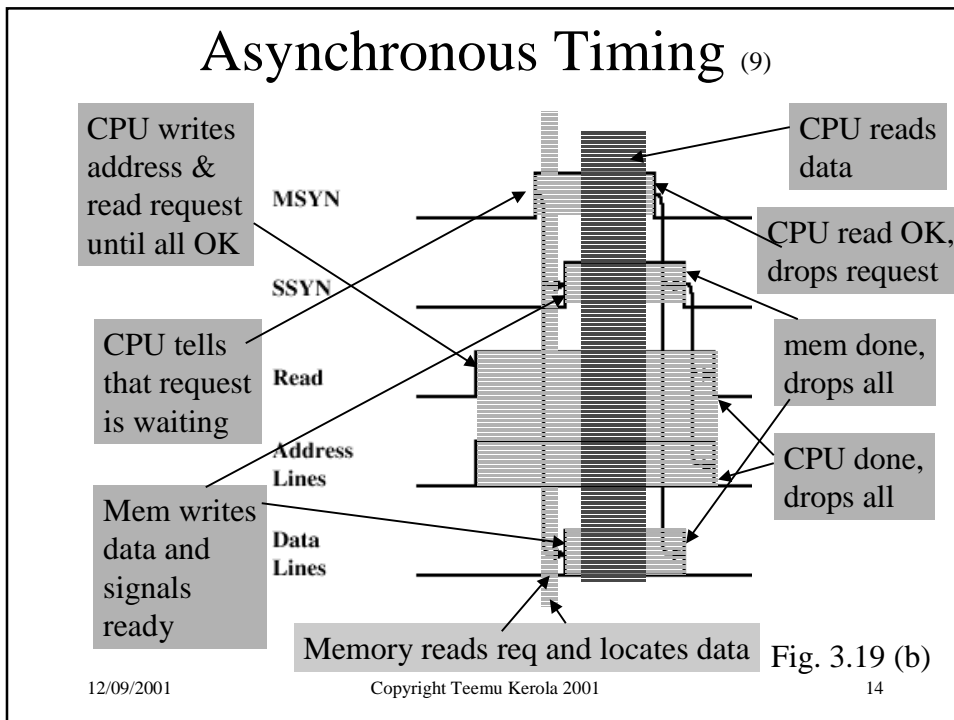 Asynchronous Timing (9)
CPU writes
address &
read request
until all OK
CPU reads
data
MSYN
CPU read OK,
drops request
SSYN
CPU tells
that request
is waiting
mem done,
drops all
Read
Address
Lines
CPU done,
drops all
Mem writes
data and
signals
ready
Data
Lines
Memory reads req and locates data
Fig. 3.19 (b)
12/09/2001
Copyright Teemu Kerola 2001
14